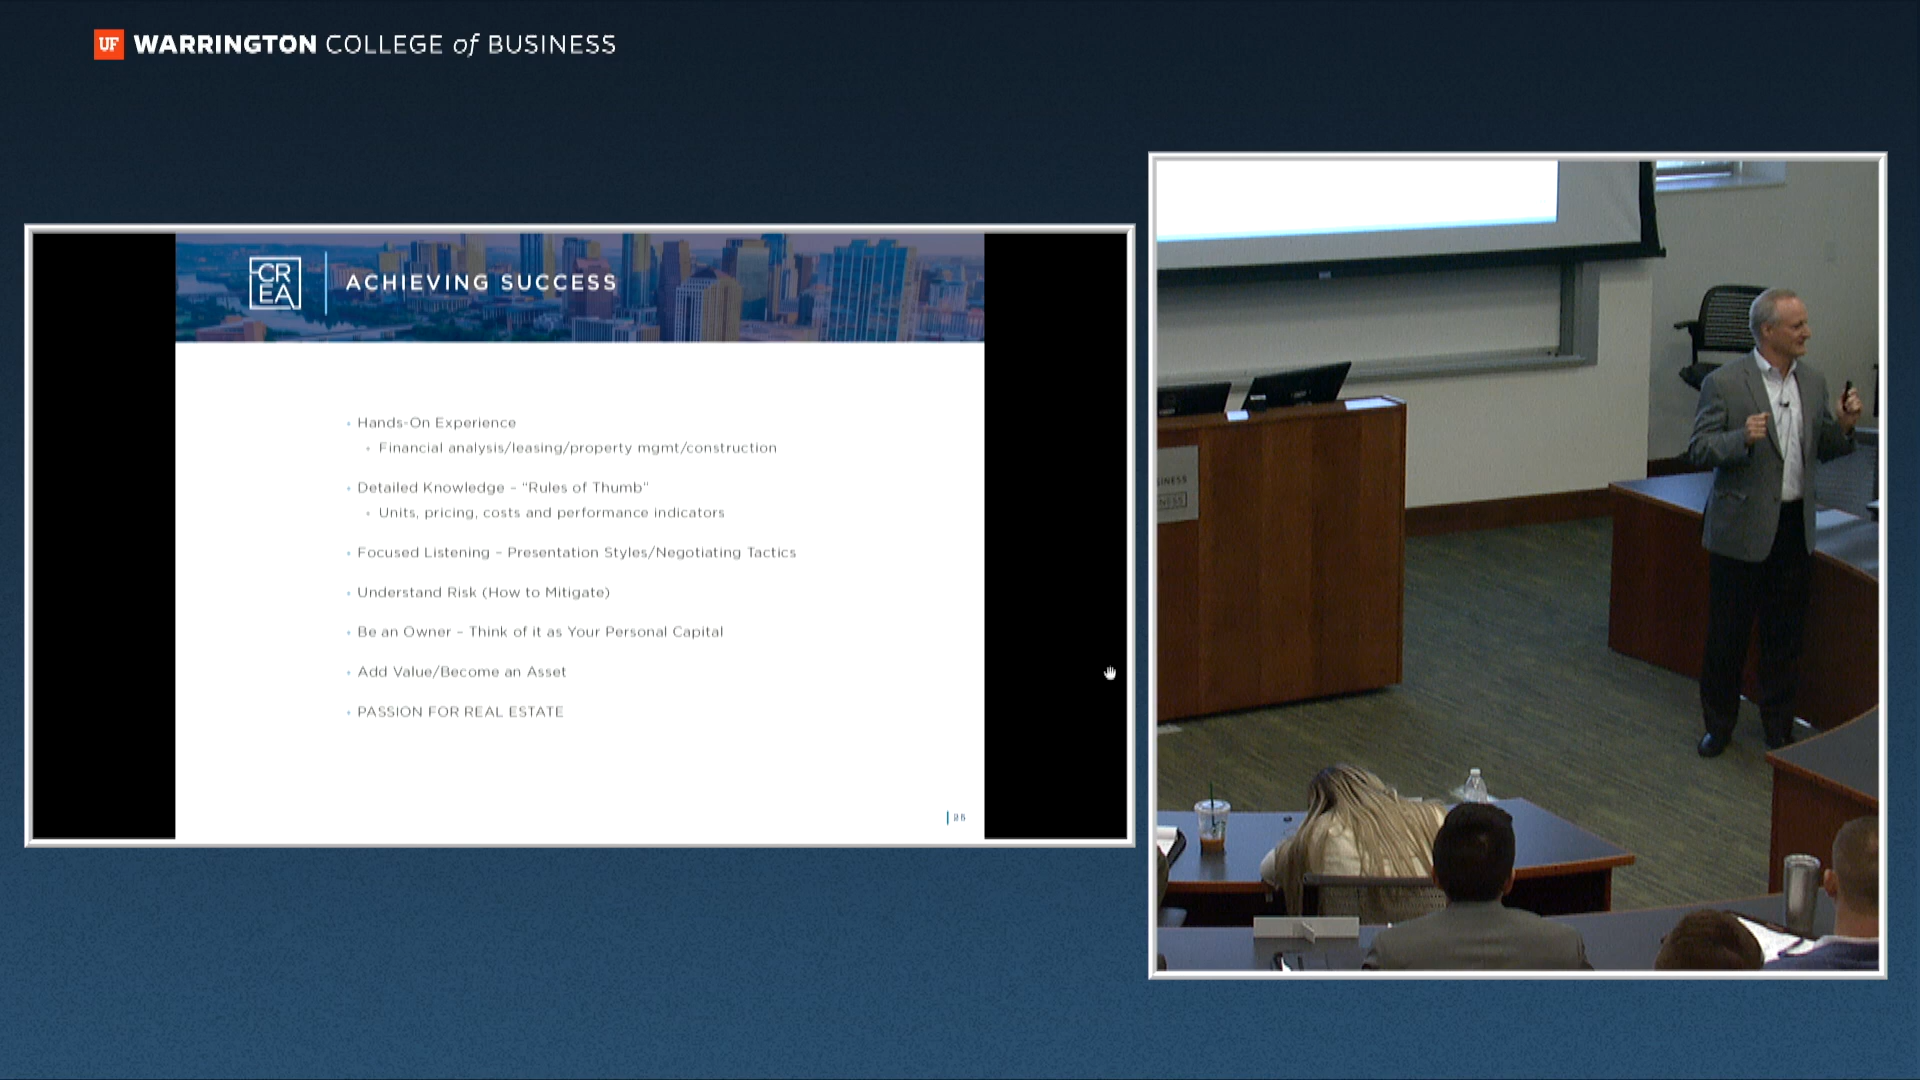 UF WARRINGTON COLLEGE of BUSINESS
CR
EA
ACHIEVING SUCCESS
• Hands-On Experience
• Financial analysis/leasing/property mgmt/construction
• Detailed Knowledge – "Rules of Thumb"
• Units, pricing, costs and performance indicators
• Focused Listening – Presentation Styles/Negotiating Tactics
• Understand Risk (How to Mitigate)
• Be an Owner – Think of it as Your Personal Capital
• Add Value/Become an Asset
• PASSION FOR REAL ESTATE
| 25